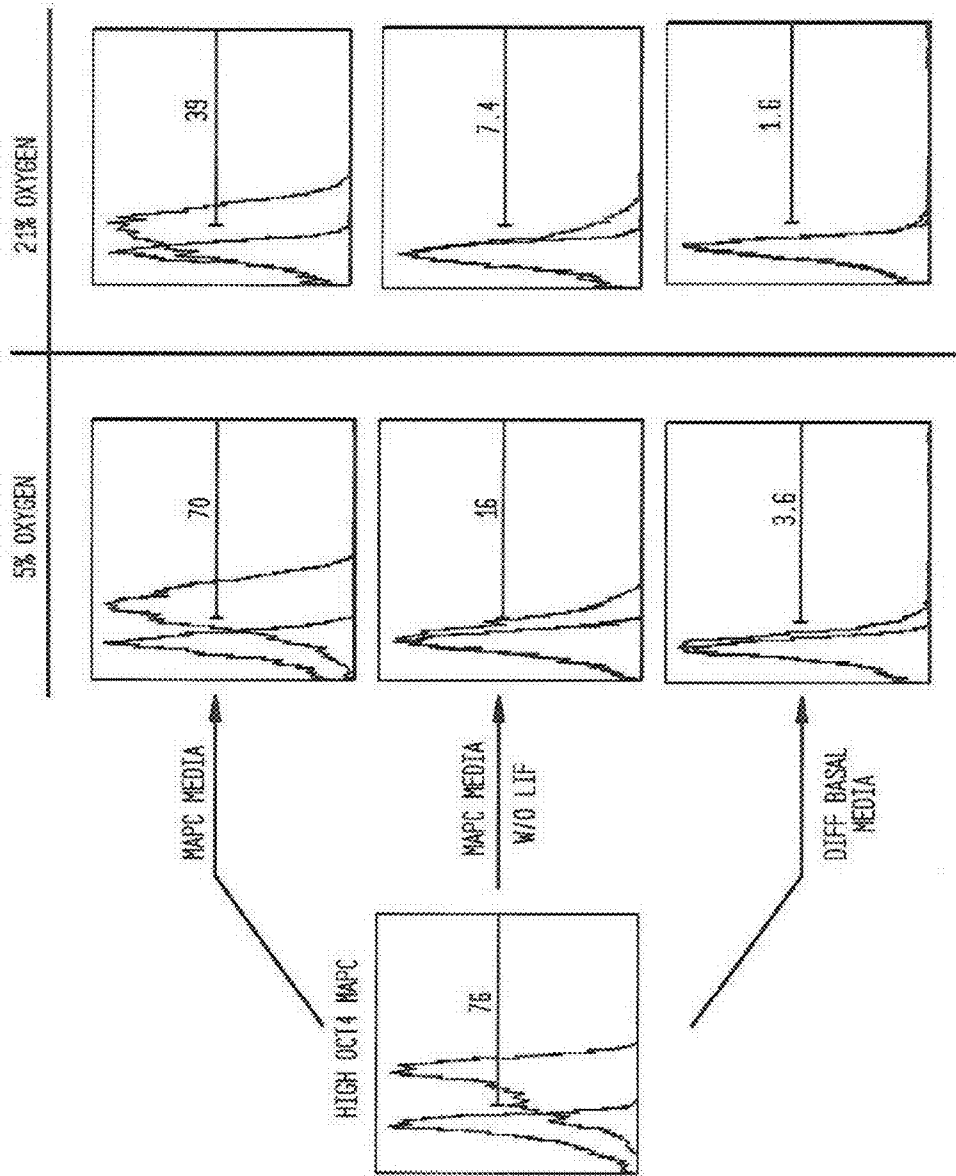 5% OXYGEN
21% OXYGEN
HIGH OCT4 MAPC
76
MAPC MEDIA
70
39
MAPC MEDIA
W/O LIF
16
7.4
DIFF BASAL
MEDIA
3.6
1.6